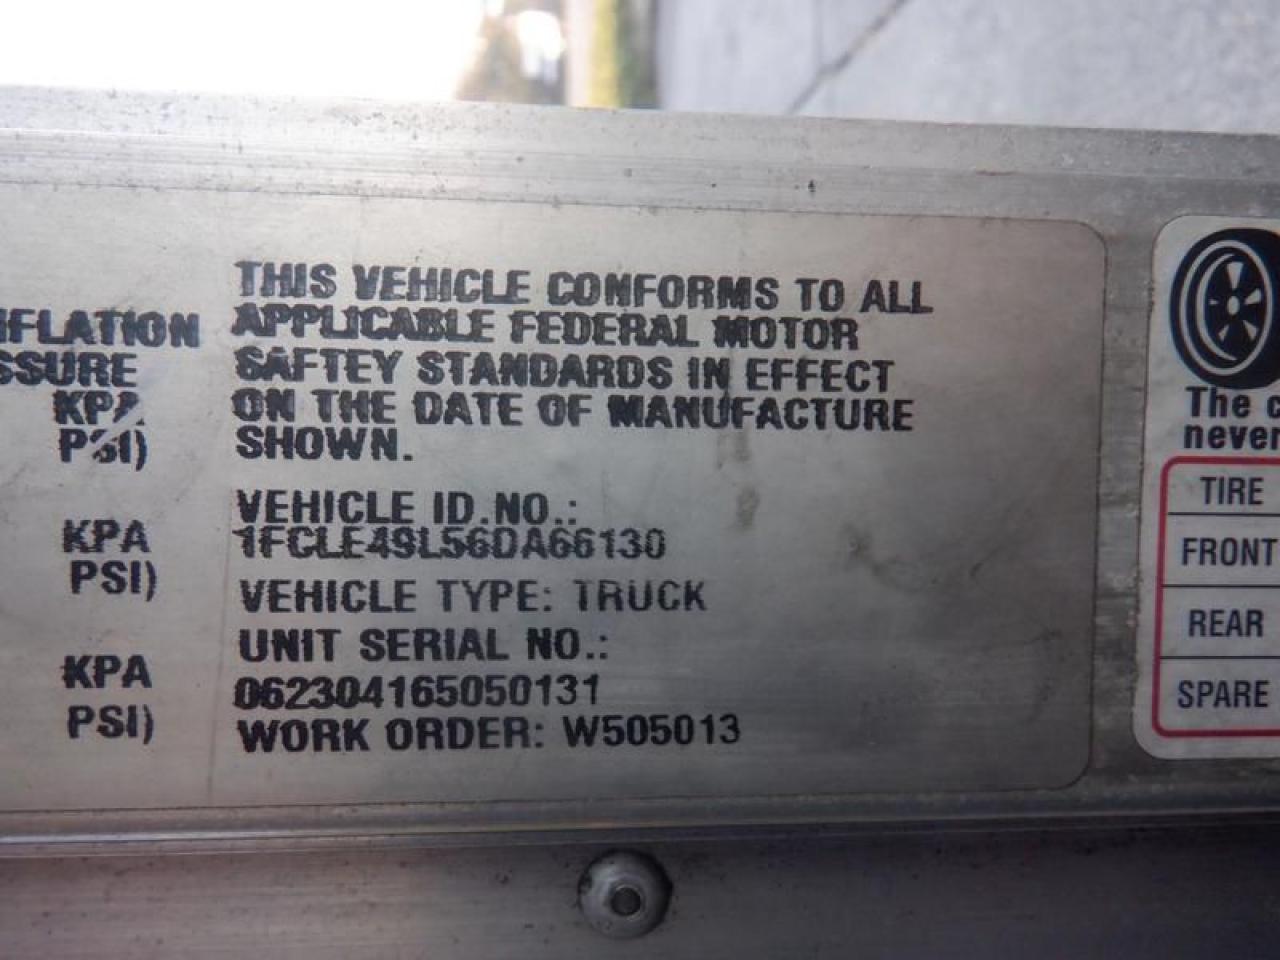 NFLATION
SSURE
KPA
PSI)
KPA
PSI)
KPA
PSI)
THIS VEHICLE CONFORMS TO ALL
APPLICABLE FEDERAL MOTOR
SAFTEY STANDARDS IN EFFECT
ON THE DATE OF MANUFACTURE
SHOWN.
VEHICLE ID.NO.:
1FCLE49L56DA66130
VEHICLE TYPE: TRUCK
UNIT SERIAL NO.:
062304165050131
WORK ORDER: W505013
The c
never
TIRE
FRONT
REAR
SPARE